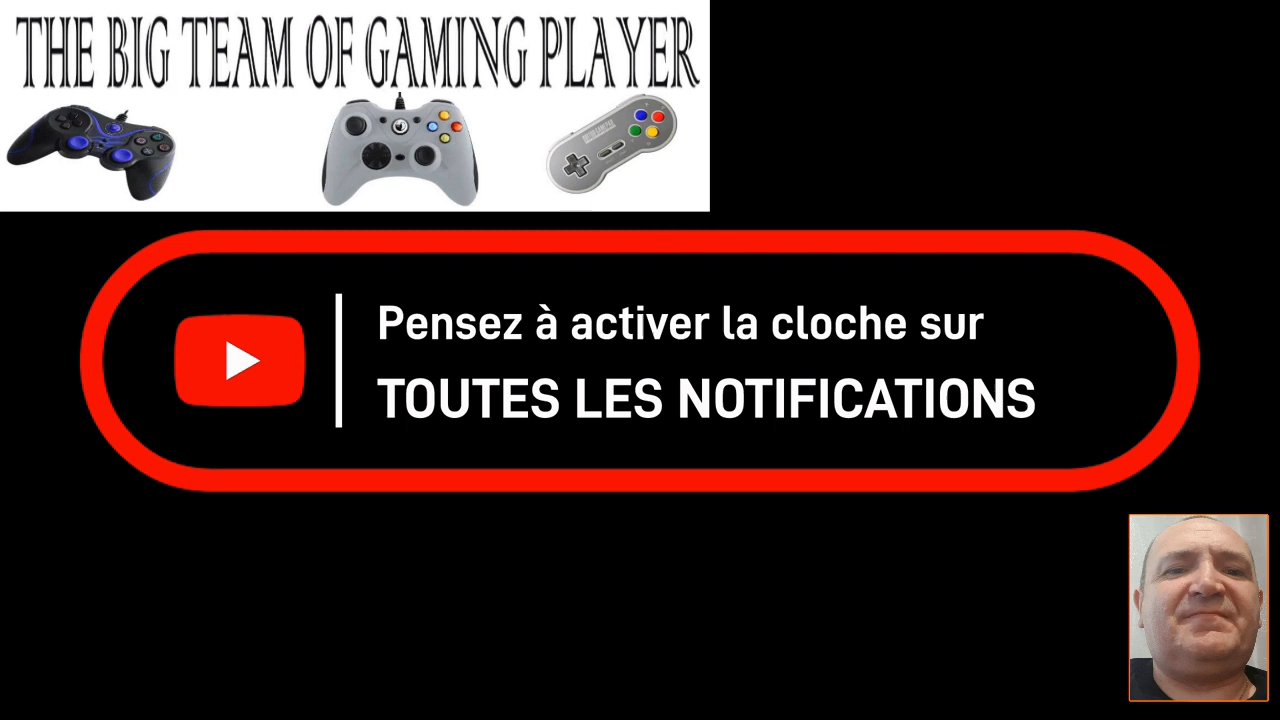 THE BIG TEAM OF GAMING PLAYER
Pensez à activer la cloche sur
TOUTES LES NOTIFICATIONS